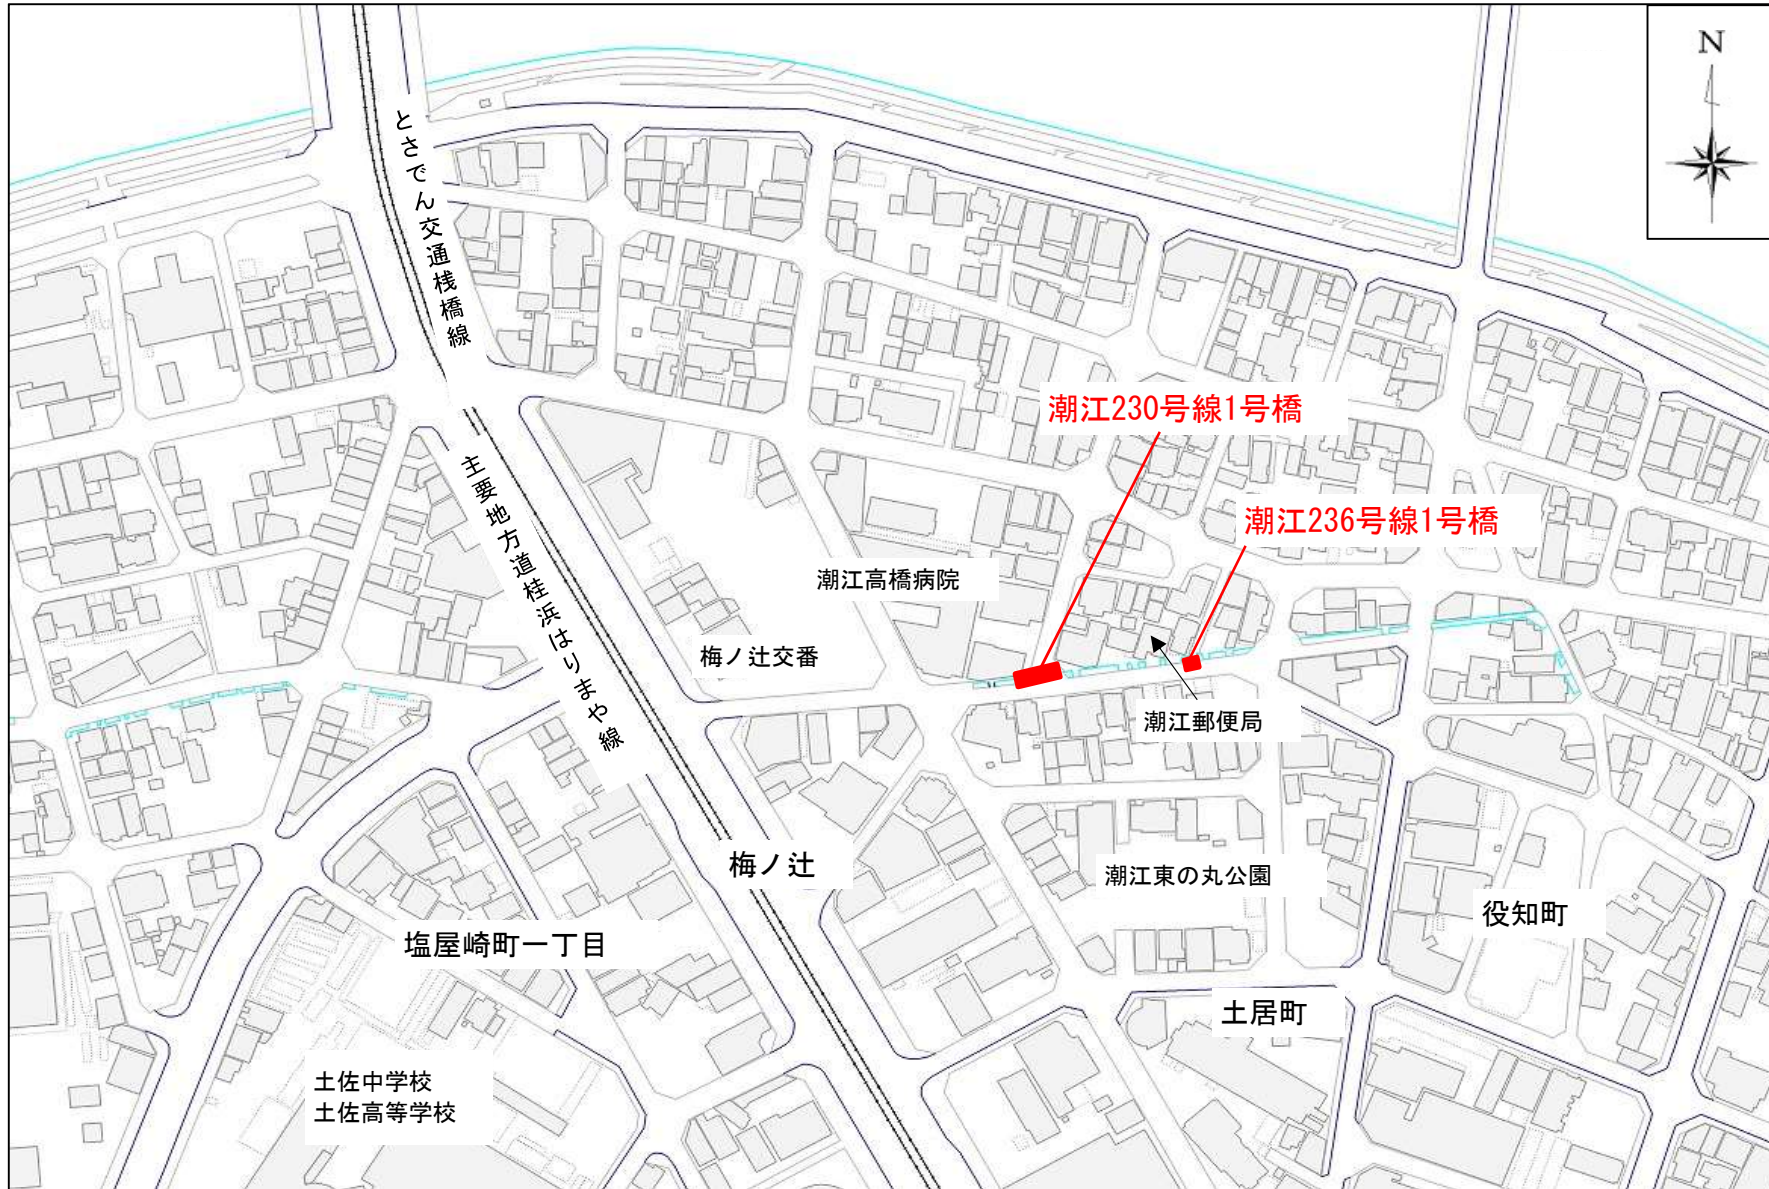 N
とさでん交通桟橋線
潮江230号線1号橋
主要地方道桂浜はりまや線
潮江236号線1号橋
潮江高橋病院
梅ノ辻交番
潮江郵便局
梅ノ辻
潮江東の丸公園
役知町
塩屋崎町一丁目
土居町
土佐中学校
土佐高等学校